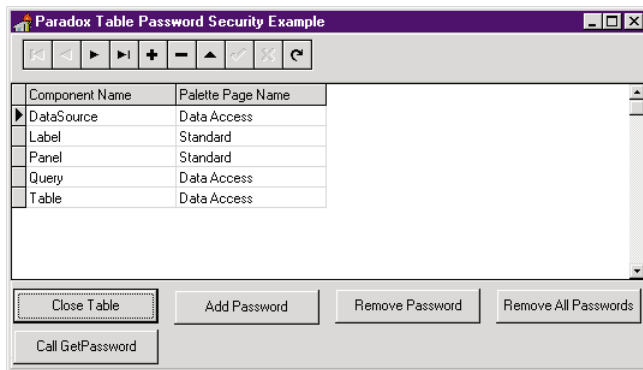 Paradox Table Password Security Example
Component Name Palette Page Name
DataSource Data Access
Label Standard
Panel Standard
Query Data Access
Table Data Access
Close Table Add Password Remove Password Remove All Passwords
Call GetPassword